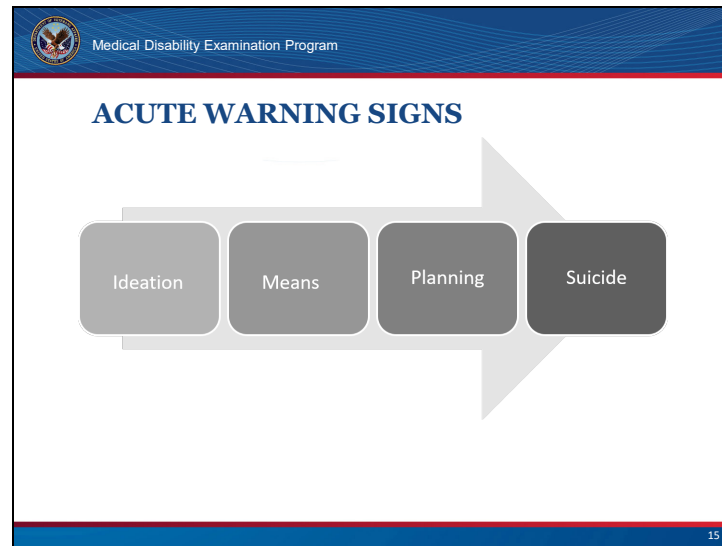 Medical Disability Examination Program
ACUTE WARNING SIGNS
Ideation
Means
Planning
Suicide
15